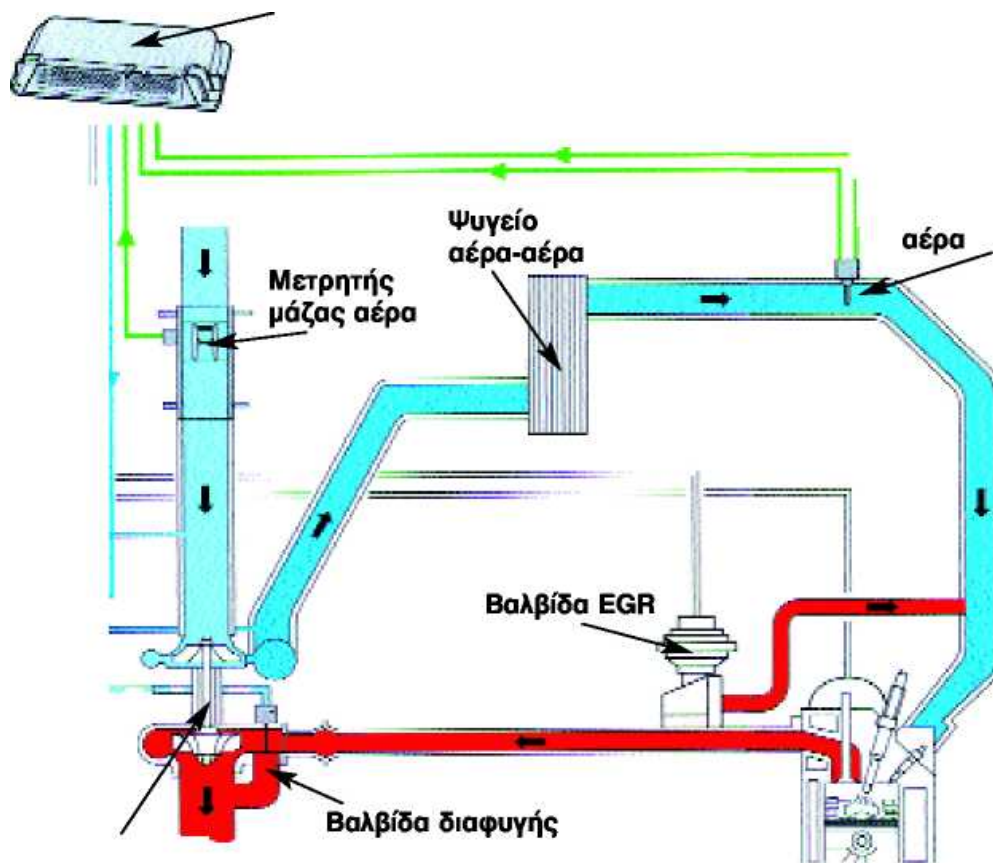 Ψυγείο
αέρα-αέρα
αέρα
Μετρητής
μάζας αέρα
Βαλβίδα EGR
Βαλβίδα διαφυγής